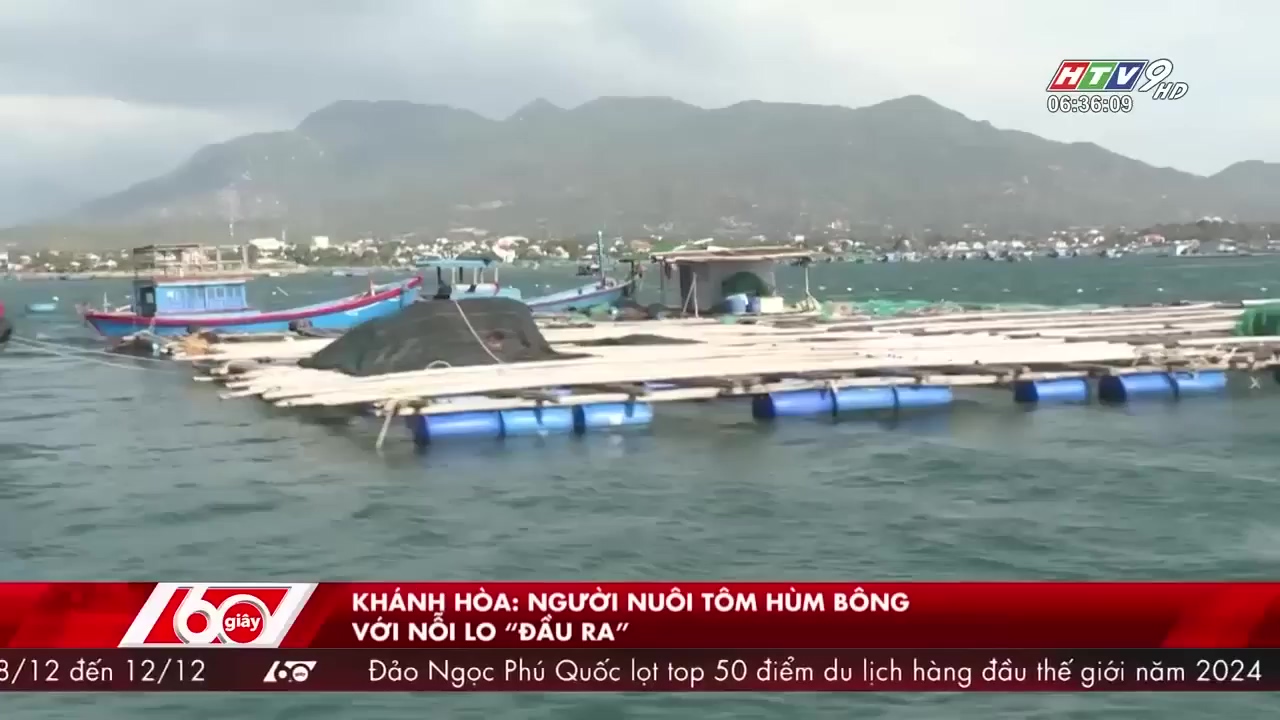 HTV9 HD
06:36:09
60 giây
KHÁNH HÒA: NGƯỜI NUÔI TÔM HÙM BÔNG
VỚI NỖI LO “ĐẦU RA”
8/12 đến 12/12
60 giây
Đảo Ngọc Phú Quốc lọt top 50 điểm du lịch hàng đầu thế giới năm 2024